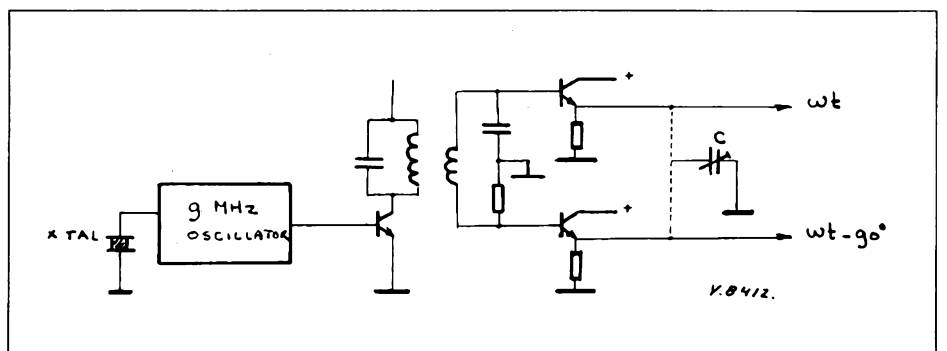 +
ωt
C
9 MHz
OSCILLATOR
X TAL
+
ωt-90°
V.8412.